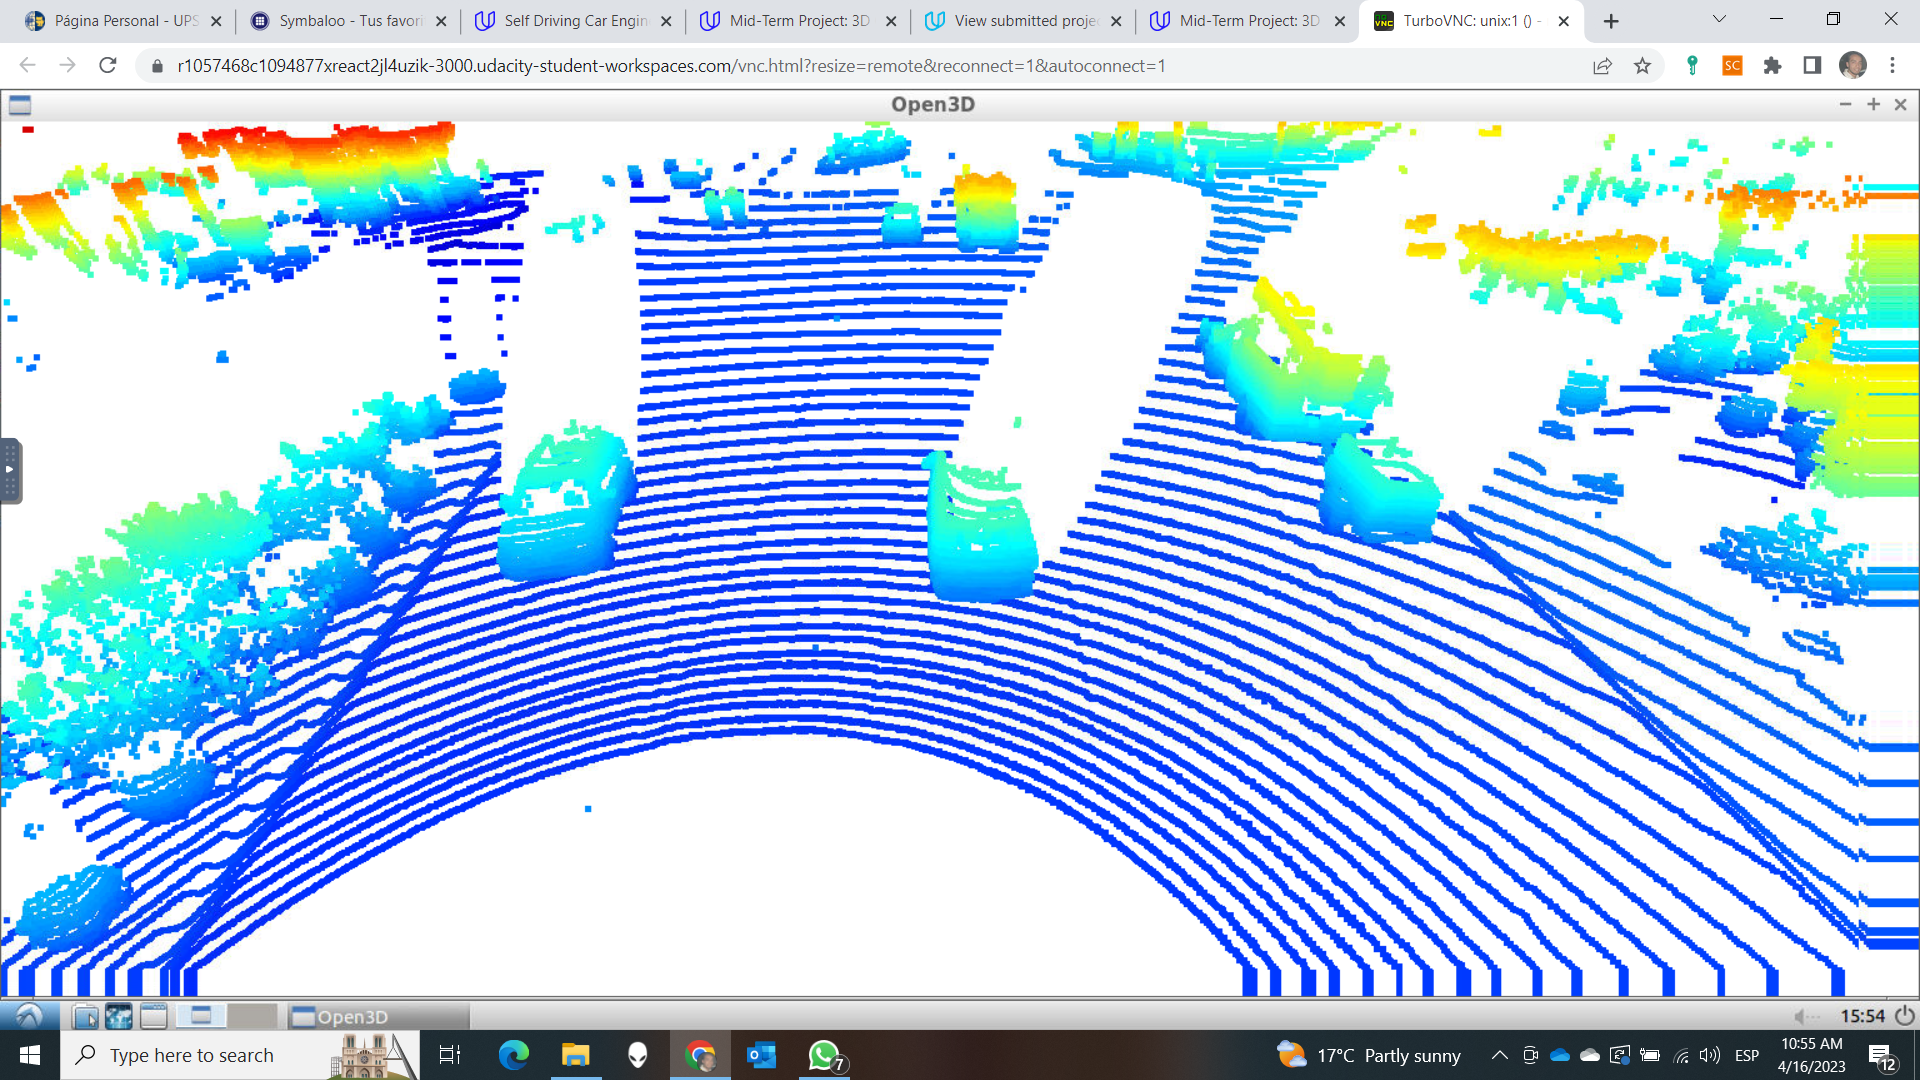 Página Personal - UPS
Symbaloo - Tus favori
Self Driving Car Engin
Mid-Term Project: 3D
View submitted proje
Mid-Term Project: 3D
VNC
TurboVNC: unix:1 () -
r1057468c1094877xreact2jl4uzik-3000.udacity-student-workspaces.com/vnc.html?resize=remote&reconnect=1&autoconnect=1
SC
Open3D
Open3D
15:54
Type here to search
7
17°C Partly sunny
ESP
10:55 AM
4/16/2023
12